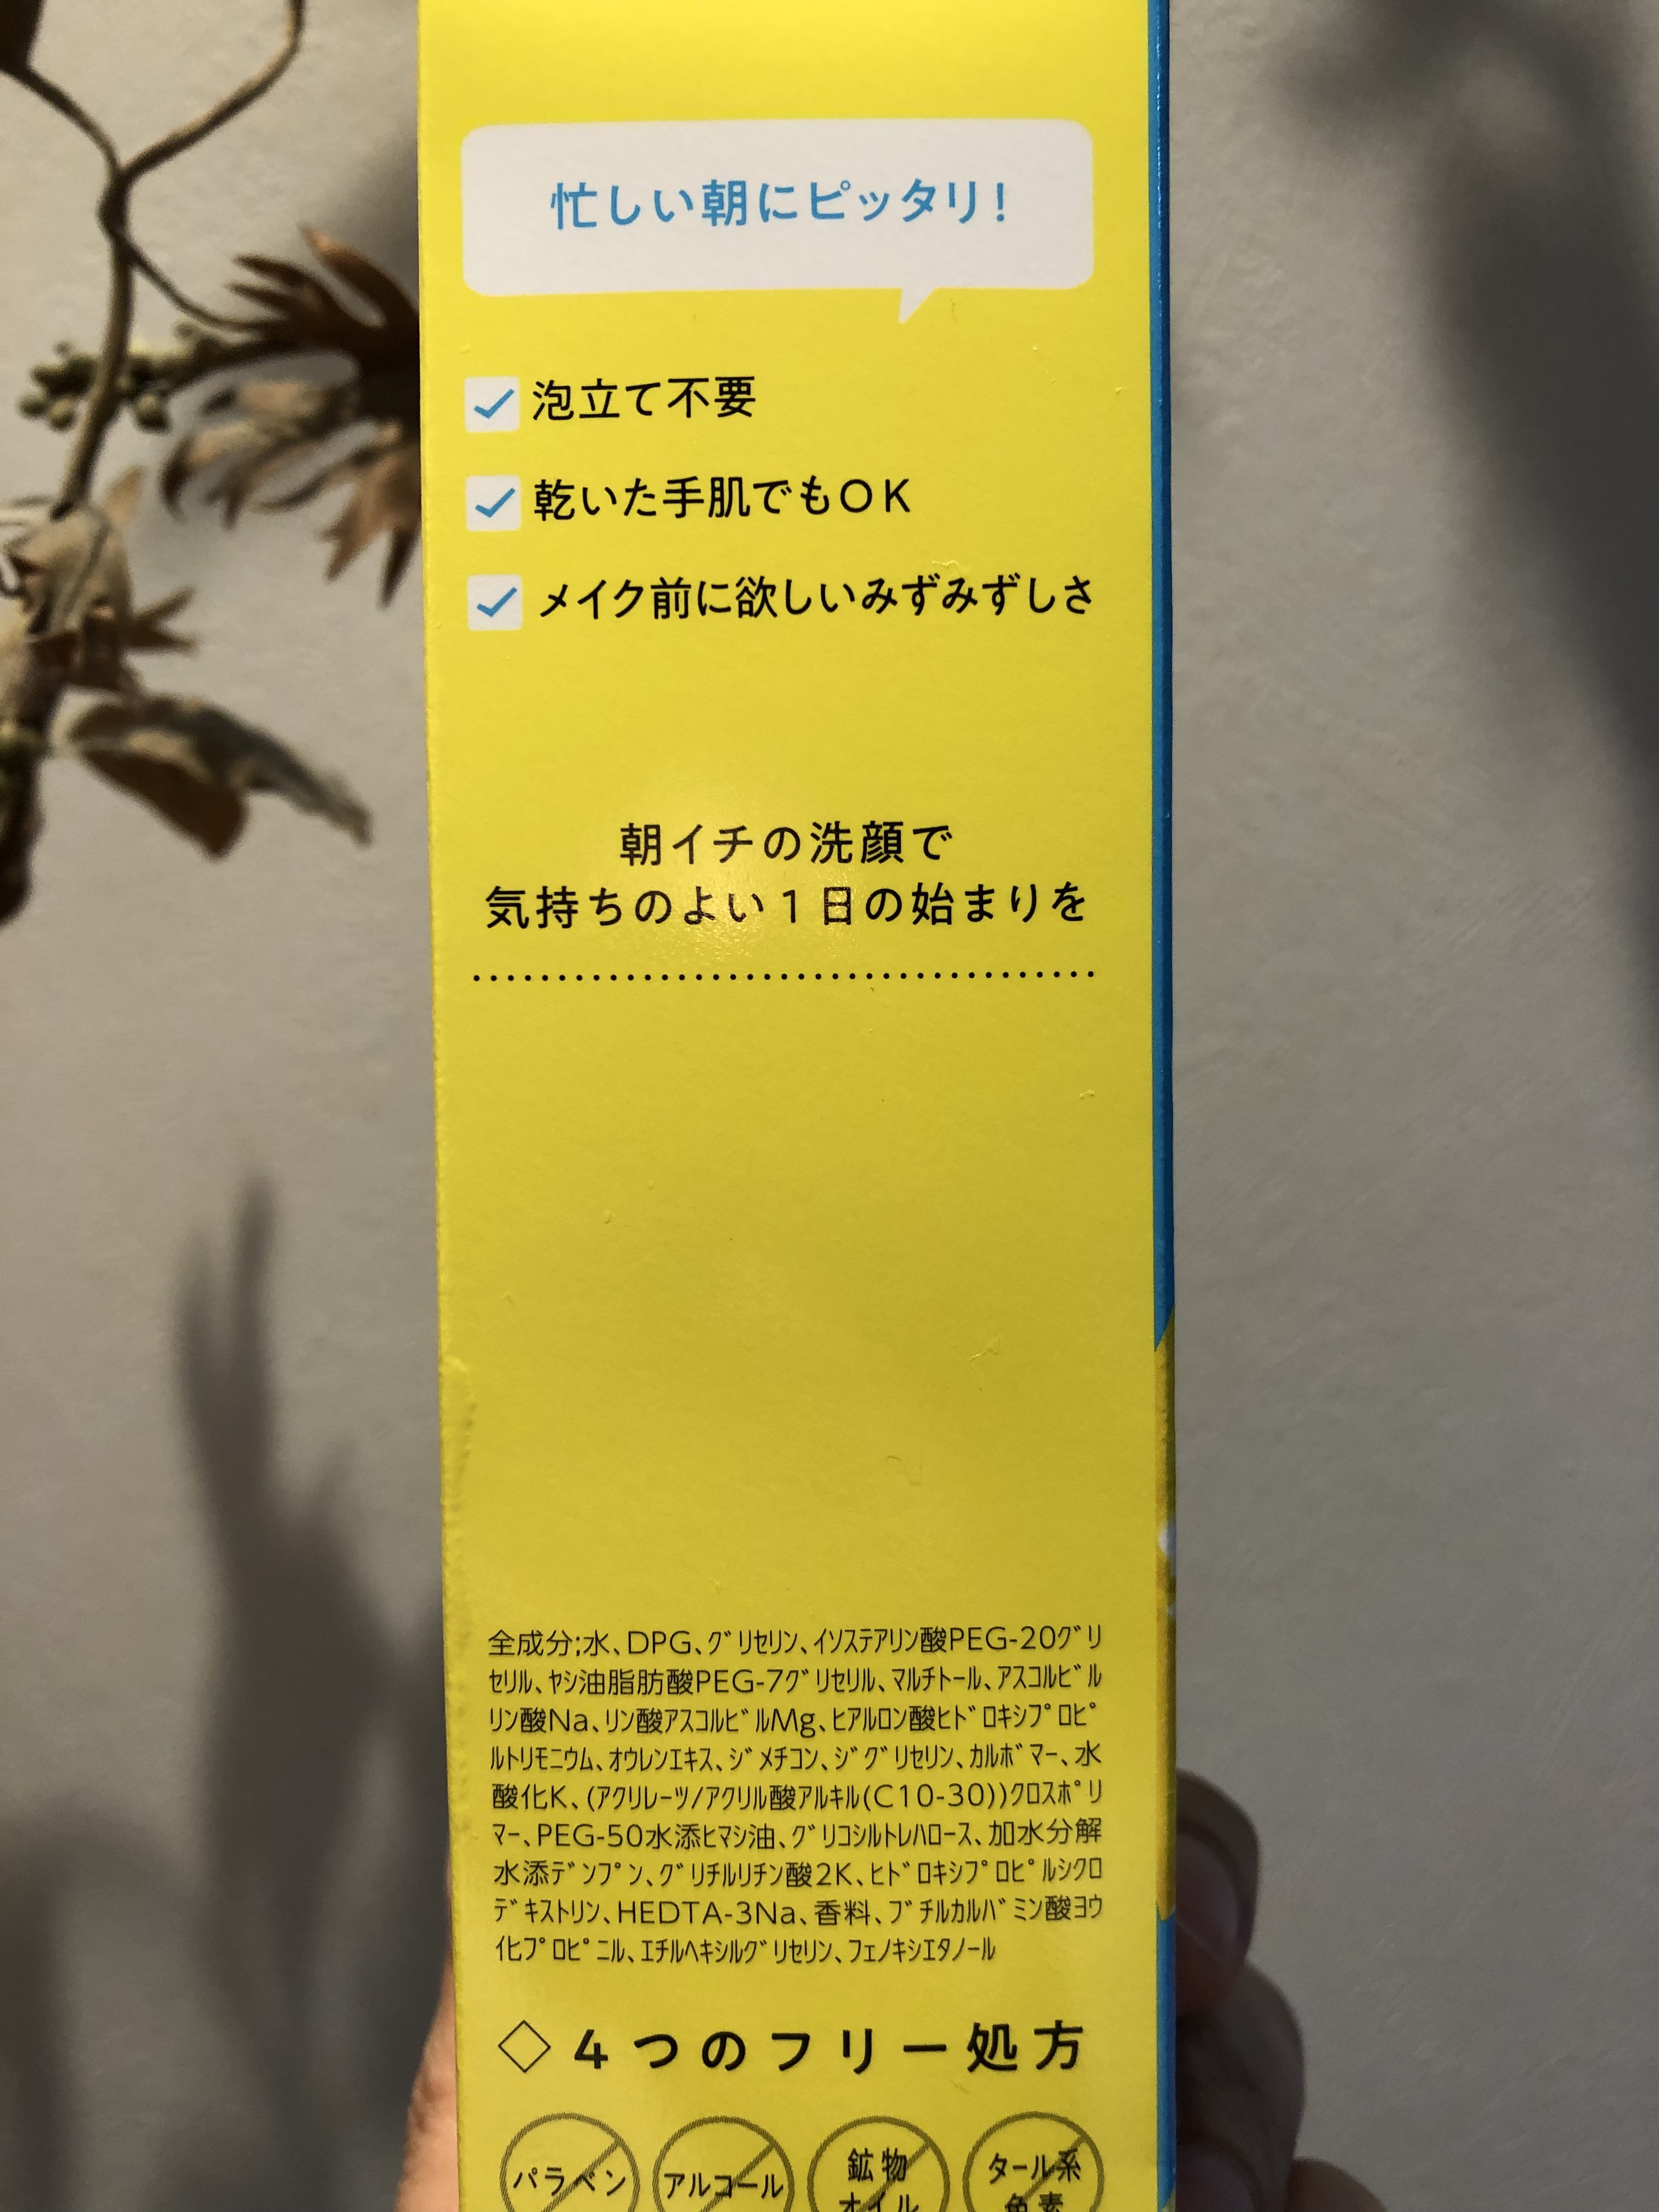 忙しい朝にピッタリ!
泡立て不要
乾いた手肌でもOK
メイク前に欲しいみずみずしさ
朝イチの洗顔で
気持ちのよい1日の始まりを
全成分;水、DPG、グリセリン、イソステアリン酸PEG-20グリ
セリル、ヤシ油脂肪酸PEG-7グリセリル、マルチトール、アスコルビル
リン酸Na、リン酸アスコルビルMg、ヒアルロン酸ヒドロキシプロピ
ルトリモニウム、オウレンエキス、ジメチコン、ジグリセリン、カルボマー、水
酸化K、(アクリレーツ/アクリル酸アルキル(C10-30))クロスポリ
マー、PEG-50水添ヒマシ油、グリコシルトレハロース、加水分解
水添デンプン、グリチルリチン酸2K、ヒドロキシプロピルシクロ
デキストリン、HEDTA-3Na、香料、ブチルカルバミン酸ヨウ
化プロピニル、エチルヘキシルグリセリン、フェノキシエタノール
◇4つのフリー処方
パラベン アルコール 鉱物オイル タール系色素